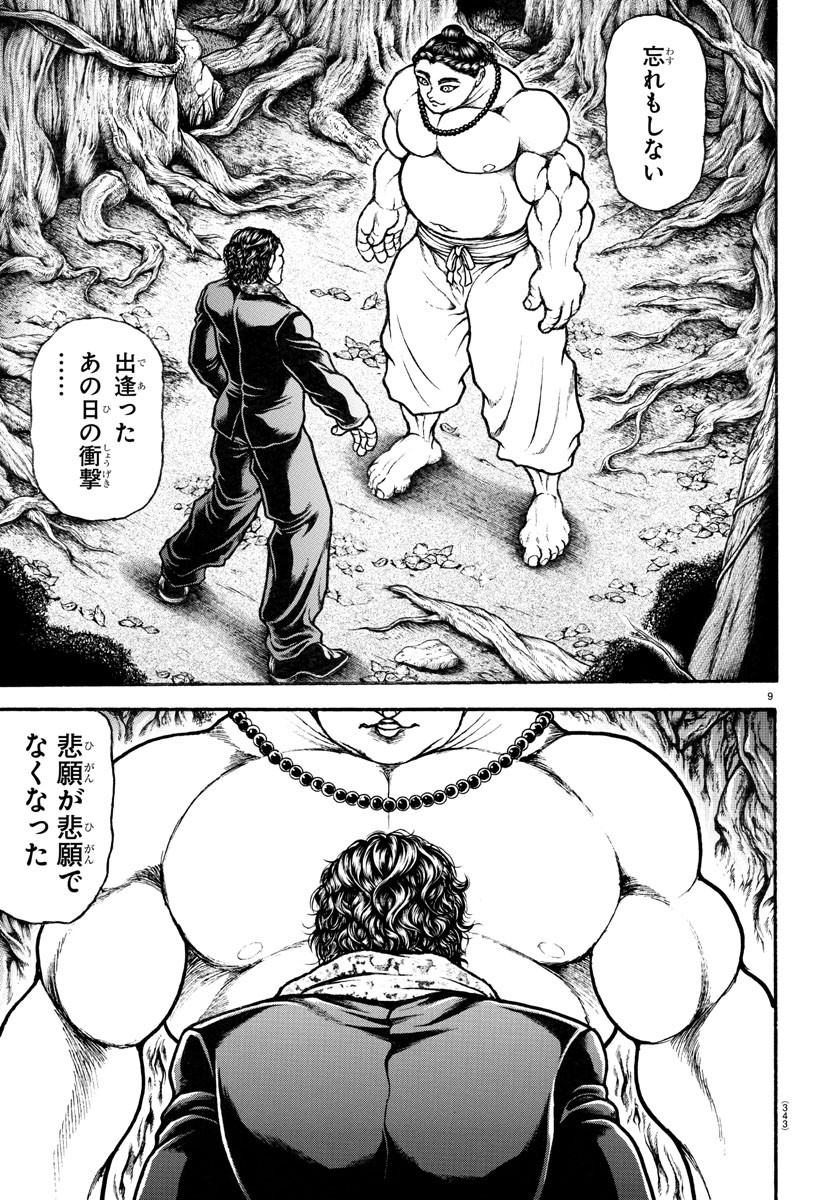 忘れもしない
出逢った
あの日の衝撃
……
9
悲願が悲願で
なくなった
(343)